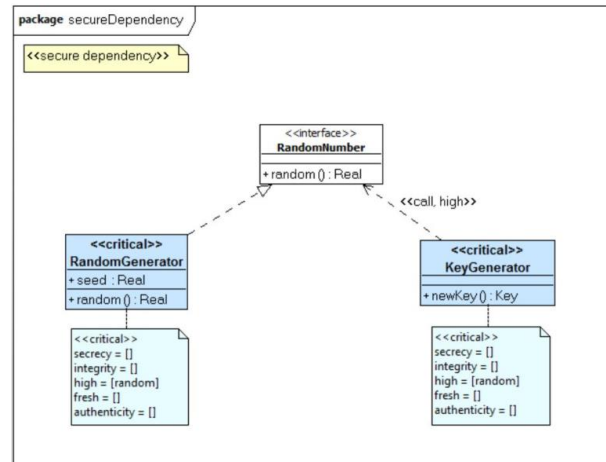 package secureDependency
<<secure dependency>>
<<interface>>
RandomNumber
+ random () : Real
<<call, high>>
<<critical>>
RandomGenerator
+ seed : Real
+ random () : Real
<<critical>>
KeyGenerator
+ newKey () : Key
<<critical>>
secrecy = []
integrity = []
high = [random]
fresh = []
authenticity = []
<<critical>>
secrecy = []
integrity = []
high = [random]
fresh = []
authenticity = []